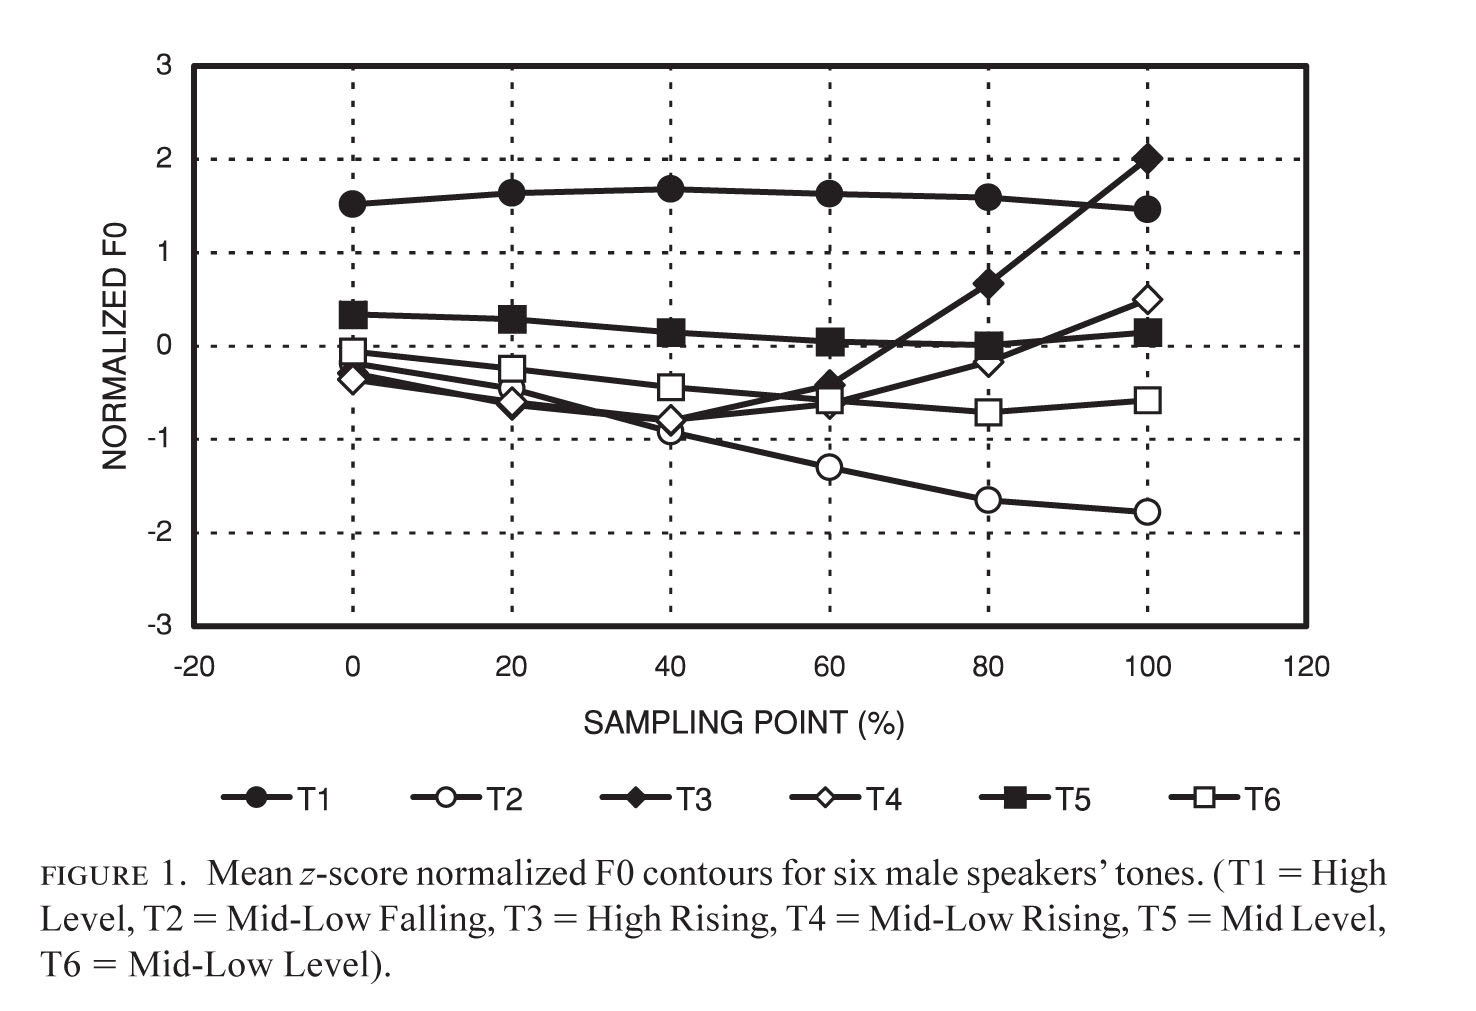 3
2
1
0
-1
-2
-3
NORMALIZED F0
-20 0 20 40 60 80 100 120
SAMPLING POINT (%)
T1 T2 T3 T4 T5 T6
FIGURE 1. Mean z-score normalized F0 contours for six male speakers’ tones. (T1 = High
Level, T2 = Mid-Low Falling, T3 = High Rising, T4 = Mid-Low Rising, T5 = Mid Level,
T6 = Mid-Low Level).